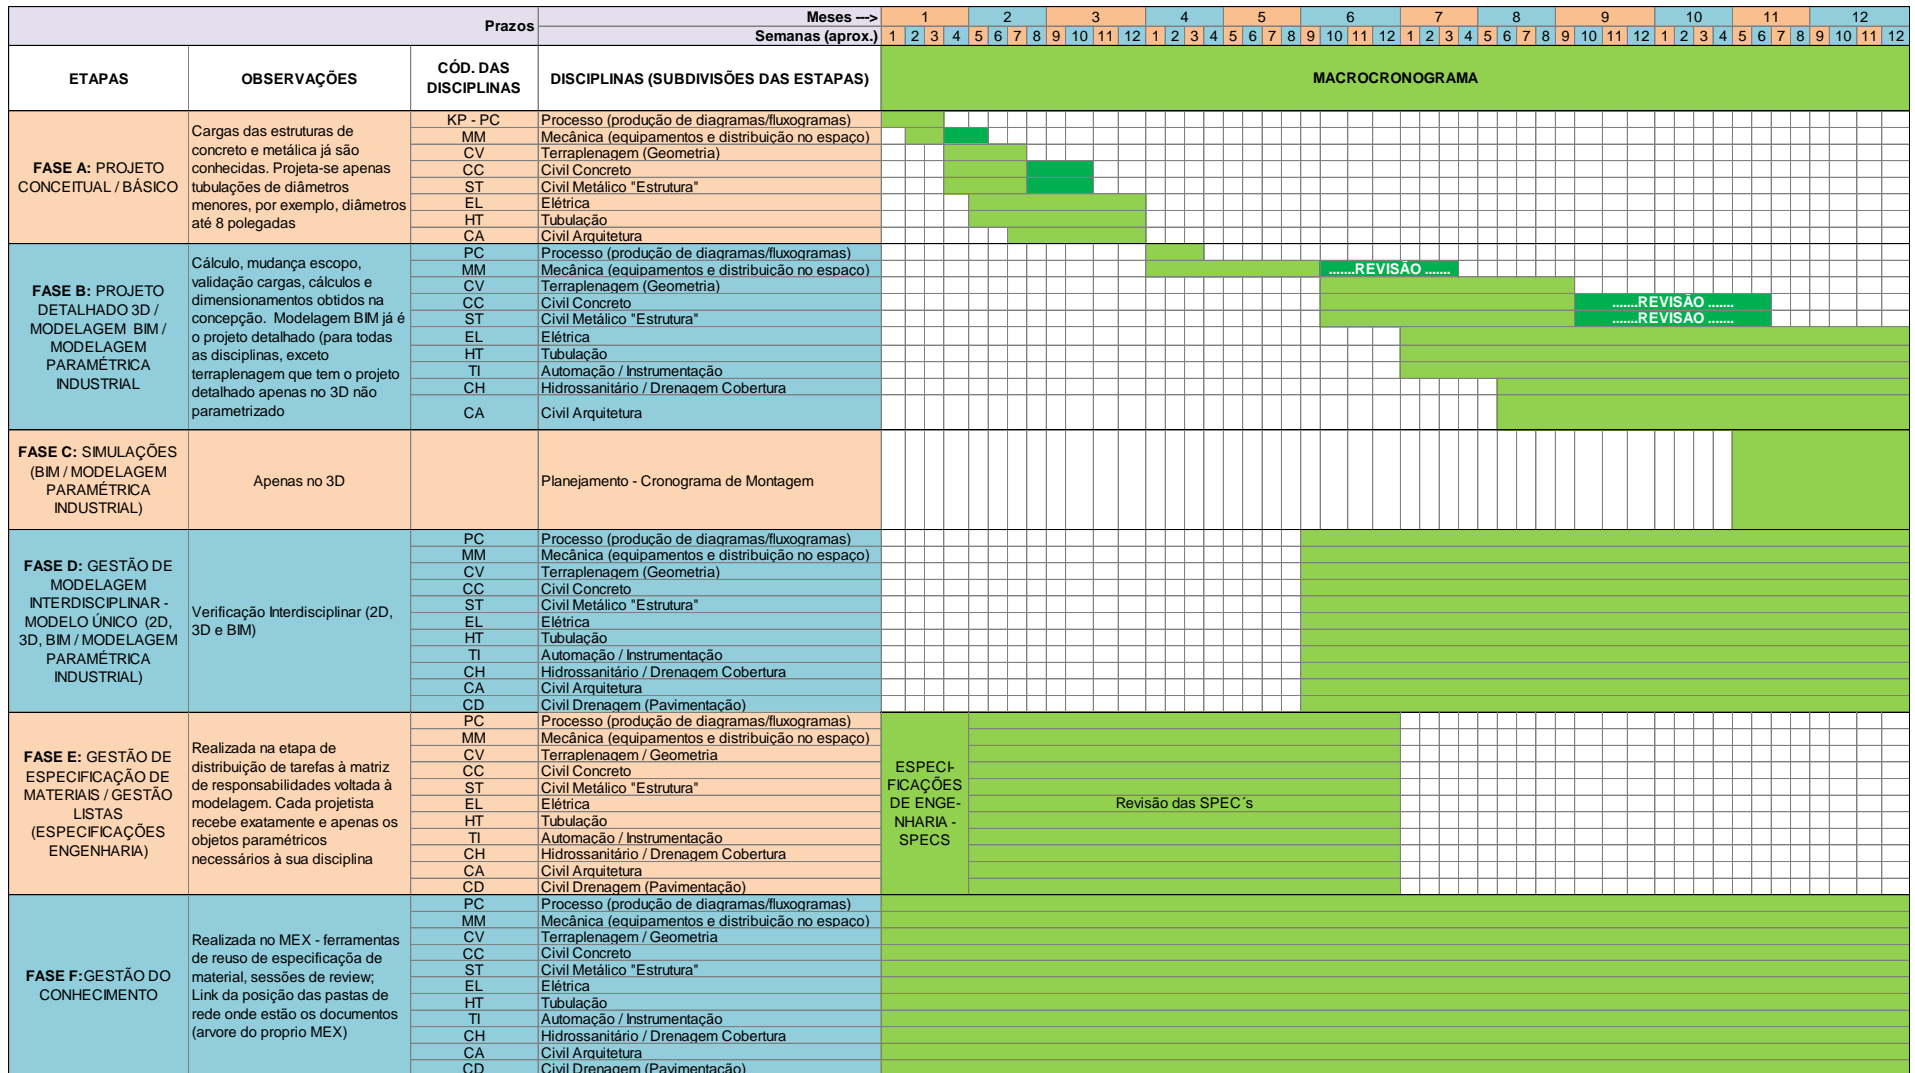 Prazos
Meses --->
1 2 3 4 5 6 7 8 9 10 11 12
Semanas (aprox.)
1 2 3 4 5 6 7 8 9 10 11 12 1 2 3 4 5 6 7 8 9 10 11 12 1 2 3 4 5 6 7 8 9 10 11 12 1 2 3 4 5 6 7 8 9 10 11 12
ETAPAS
OBSERVAÇÕES
CÓD. DAS
DISCIPLINAS
DISCIPLINAS (SUBDIVISÕES DAS ESTAPAS)
MACROCRONOGRAMA
FASE A: PROJETO
CONCEITUAL / BÁSICO
Cargas das estruturas de
concreto e metálica já são
conhecidas. Projeta-se apenas
tubulações de diâmetros
menores, por exemplo, diâmetros
até 8 polegadas
KP - PC Processo (produção de diagramas/fluxogramas)
MM Mecânica (equipamentos e distribuição no espaço)
CV Terraplenagem (Geometria)
CC Civil Concreto
ST Civil Metálico "Estrutura"
EL Elétrica
HT Tubulação
CA Civil Arquitetura
FASE B: PROJETO
DETALHADO 3D /
MODELAGEM BIM /
MODELAGEM
PARAMÉTRICA
INDUSTRIAL
Cálculo, mudança escopo,
validação cargas, cálculos e
dimensionamentos obtidos na
concepção. Modelagem BIM já é
o projeto detalhado (para todas
as disciplinas, exceto
terraplenagem que tem o projeto
detalhado apenas no 3D não
parametrizado
PC Processo (produção de diagramas/fluxogramas)
MM Mecânica (equipamentos e distribuição no espaço)
.......REVISÃO .......
CV Terraplenagem (Geometria)
CC Civil Concreto
.......REVISÃO .......
ST Civil Metálico "Estrutura"
.......REVISÃO .......
EL Elétrica
HT Tubulação
TI Automação / Instrumentação
CH Hidrossanitário / Drenagem Cobertura
CA Civil Arquitetura
FASE C: SIMULAÇÕES
(BIM / MODELAGEM
PARAMÉTRICA
INDUSTRIAL)
Apenas no 3D
Planejamento - Cronograma de Montagem
FASE D: GESTÃO DE
MODELAGEM
INTERDISCIPLINAR -
MODELO ÚNICO (2D,
3D, BIM / MODELAGEM
PARAMÉTRICA
INDUSTRIAL)
Verificação Interdisciplinar (2D,
3D e BIM)
PC Processo (produção de diagramas/fluxogramas)
MM Mecânica (equipamentos e distribuição no espaço)
CV Terraplenagem (Geometria)
CC Civil Concreto
ST Civil Metálico "Estrutura"
EL Elétrica
HT Tubulação
TI Automação / Instrumentação
CH Hidrossanitário / Drenagem Cobertura
CA Civil Arquitetura
CD Civil Drenagem (Pavimentação)
FASE E: GESTÃO DE
ESPECIFICAÇÃO DE
MATERIAIS / GESTÃO
LISTAS
(ESPECIFICAÇÕES
ENGENHARIA)
Realizada na etapa de
distribuição de tarefas à matriz
de responsabilidades voltada à
modelagem. Cada projetista
recebe exatamente e apenas os
objetos paramétricos
necessários à sua disciplina
PC Processo (produção de diagramas/fluxogramas)
MM Mecânica (equipamentos e distribuição no espaço)
CV Terraplenagem / Geometria
CC Civil Concreto
ST Civil Metálico "Estrutura"
EL Elétrica
HT Tubulação
TI Automação / Instrumentação
CH Hidrossanitário / Drenagem Cobertura
CA Civil Arquitetura
CD Civil Drenagem (Pavimentação)
ESPECI-
FICAÇÕES
DE ENGE-
NHARIA -
SPECS
Revisão das SPEC´s
FASE F:GESTÃO DO
CONHECIMENTO
Realizada no MEX - ferramentas
de reuso de especificação de
material, sessões de review;
Link da posição das pastas de
rede onde estão os documentos
(arvore do proprio MEX)
PC Processo (produção de diagramas/fluxogramas)
MM Mecânica (equipamentos e distribuição no espaço)
CV Terraplenagem / Geometria
CC Civil Concreto
ST Civil Metálico "Estrutura"
EL Elétrica
HT Tubulação
TI Automação / Instrumentação
CH Hidrossanitário / Drenagem Cobertura
CA Civil Arquitetura
CD Civil Drenagem (Pavimentação)